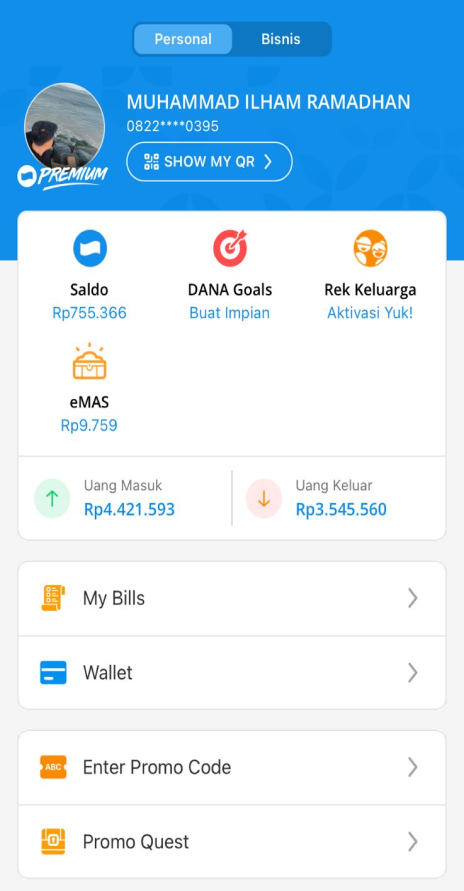 Personal Bisnis
MUHAMMAD ILHAM RAMADHAN
0822****0395
SHOW MY QR
PREMIUM
Saldo DANA Goals Rek Keluarga
Rp755.366 Buat Impian Aktivasi Yuk!
eMAS
Rp9.759
Uang Masuk Uang Keluar
Rp4.421.593 Rp3.545.560
My Bills
Wallet
ABC Enter Promo Code
Promo Quest